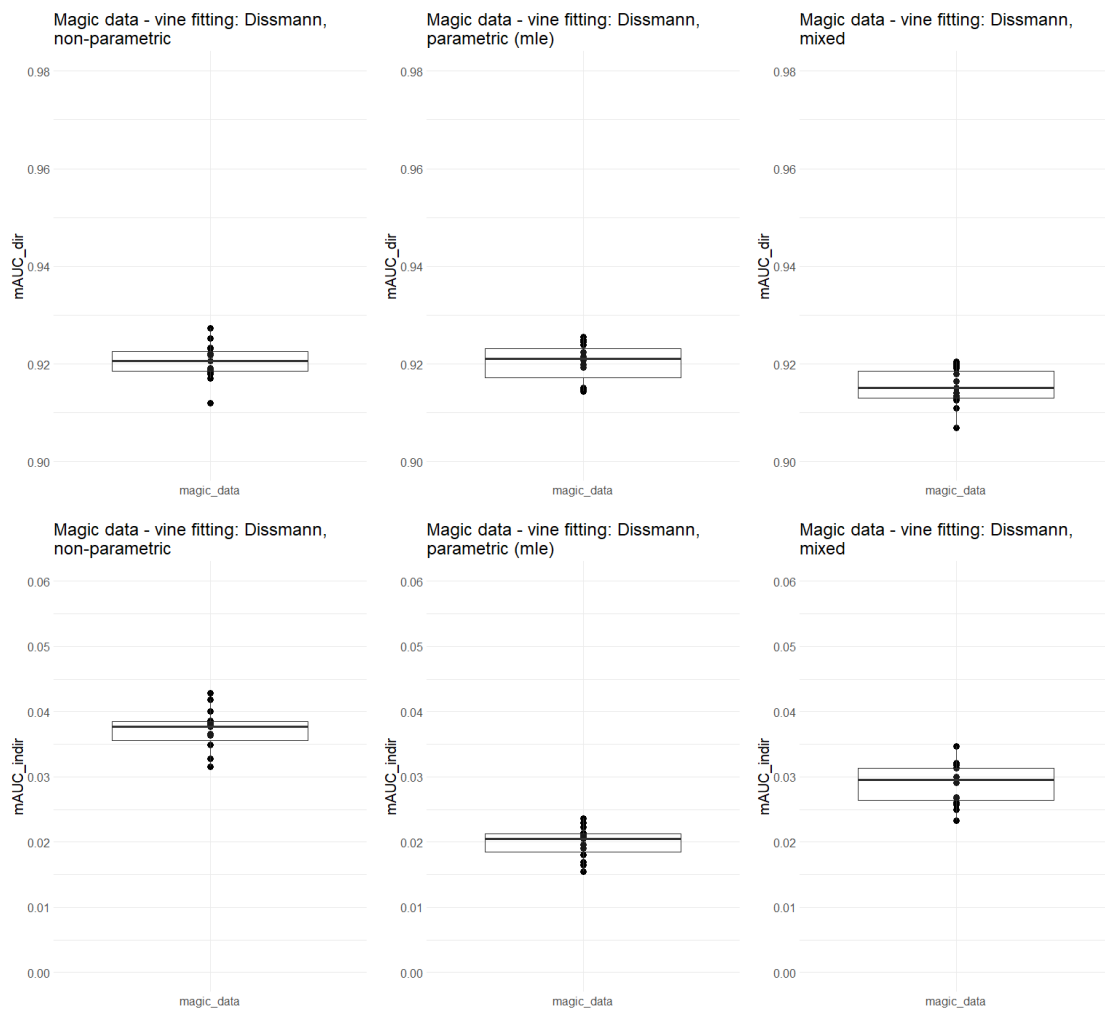 Magic data - vine fitting: Dissmann,
non-parametric
0.98
0.96
0.94
0.92
0.90
mAUC_dir
magic_data
Magic data - vine fitting: Dissmann,
parametric (mle)
0.98
0.96
0.94
0.92
0.90
mAUC_dir
magic_data
Magic data - vine fitting: Dissmann,
mixed
0.98
0.96
0.94
0.92
0.90
mAUC_dir
magic_data
Magic data - vine fitting: Dissmann,
non-parametric
0.06
0.05
0.04
0.03
0.02
0.01
0.00
mAUC_indir
magic_data
Magic data - vine fitting: Dissmann,
parametric (mle)
0.06
0.05
0.04
0.03
0.02
0.01
0.00
mAUC_indir
magic_data
Magic data - vine fitting: Dissmann,
mixed
0.06
0.05
0.04
0.03
0.02
0.01
0.00
mAUC_indir
magic_data